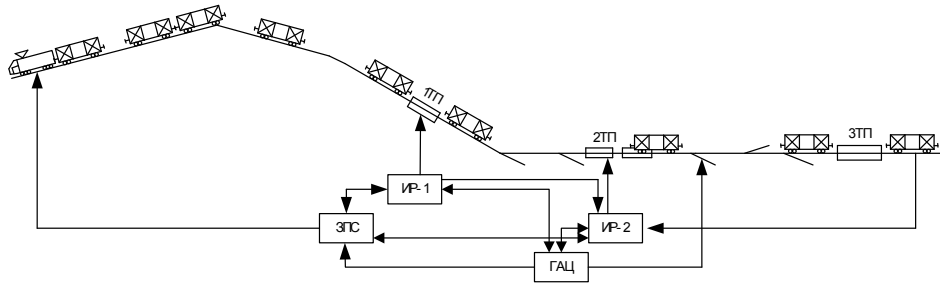 1ТП
2ТП
3ТП
ИР-1
ЗПС
ИР-2
ГАЦ